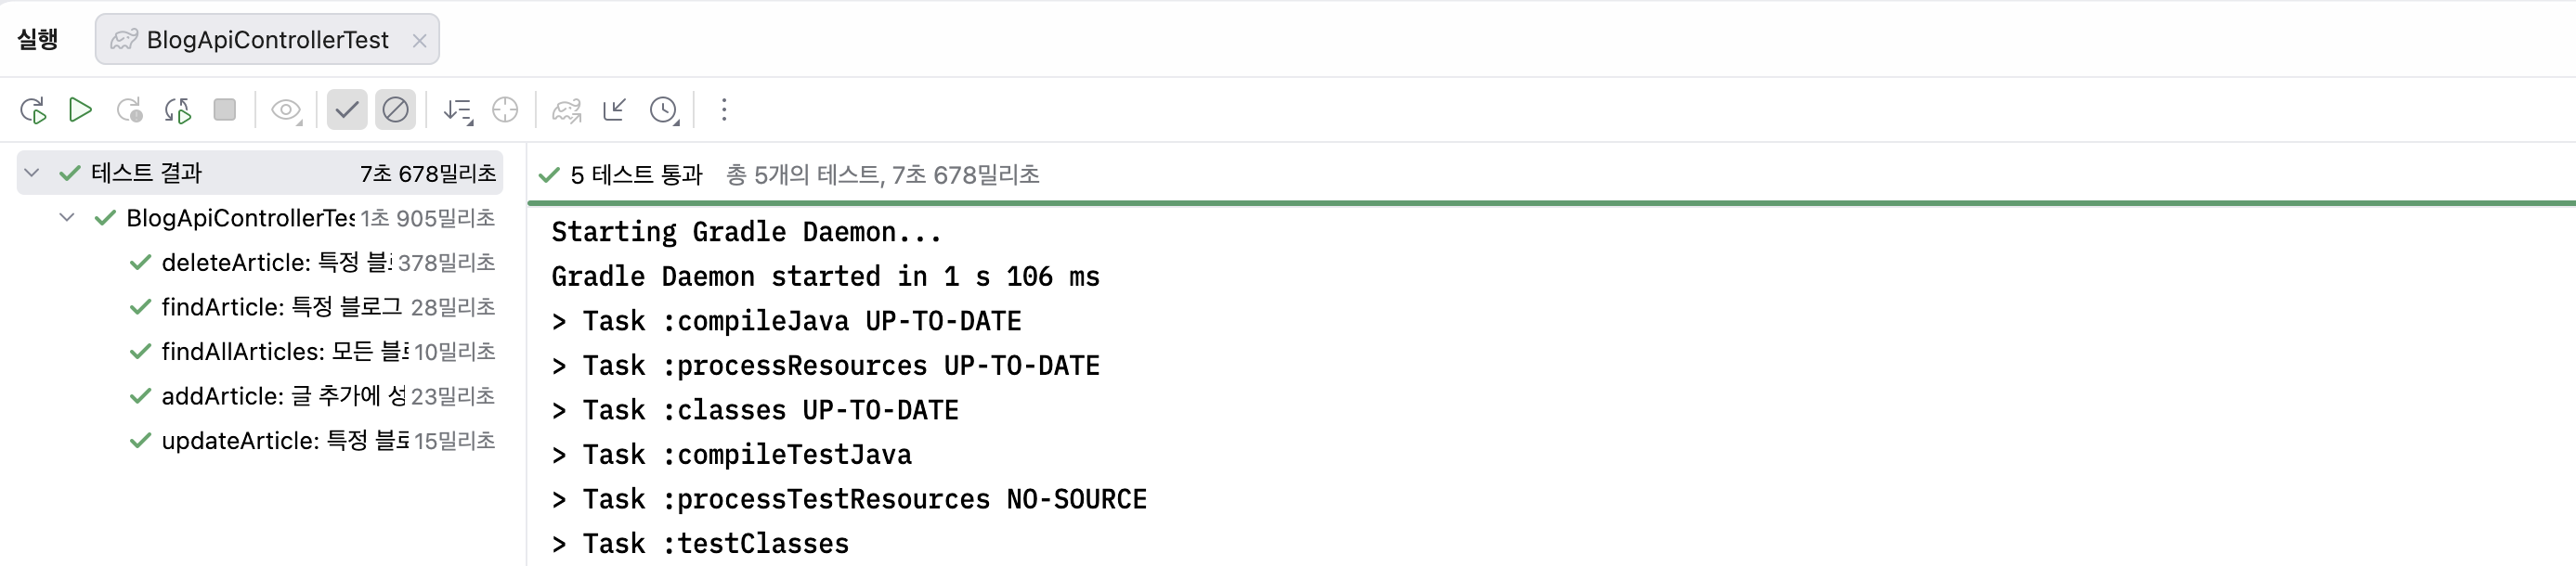 실행 BlogApiControllerTest
테스트 결과 7초 678밀리초
BlogApiControllerTes 1초 905밀리초
deleteArticle: 특정 378밀리초
findArticle: 특정 블로그 28밀리초
findAllArticles: 모든 10밀리초
addArticle: 글 추가에 성 23밀리초
updateArticle: 특정 15밀리초
5 테스트 통과 총 5개의 테스트, 7초 678밀리초
Starting Gradle Daemon...
Gradle Daemon started in 1 s 106 ms
> Task :compileJava UP-TO-DATE
> Task :processResources UP-TO-DATE
> Task :classes UP-TO-DATE
> Task :compileTestJava
> Task :processTestResources NO-SOURCE
> Task :testClasses